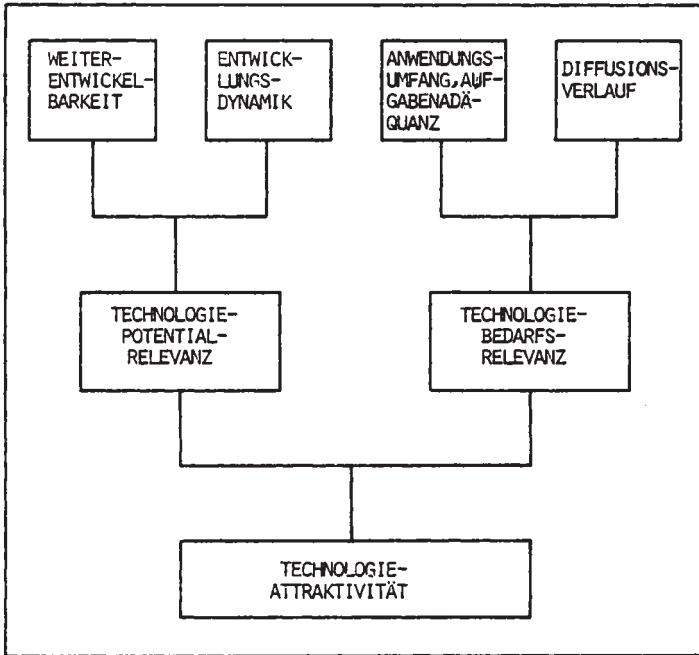 WEITER-
ENTWICKEL-
BARKEIT
ENTWICK-
LUNGS-
DYNAMIK
ANWENDUNGS-
UMFANG,AUF-
GABENADÄ-
QUANZ
DIFFUSIONS-
VERLAUF
TECHNOLOGIE-
POTENTIAL-
RELEVANZ
TECHNOLOGIE-
BEDARFS-
RELEVANZ
TECHNOLOGIE-
ATTRAKTIVITÄT